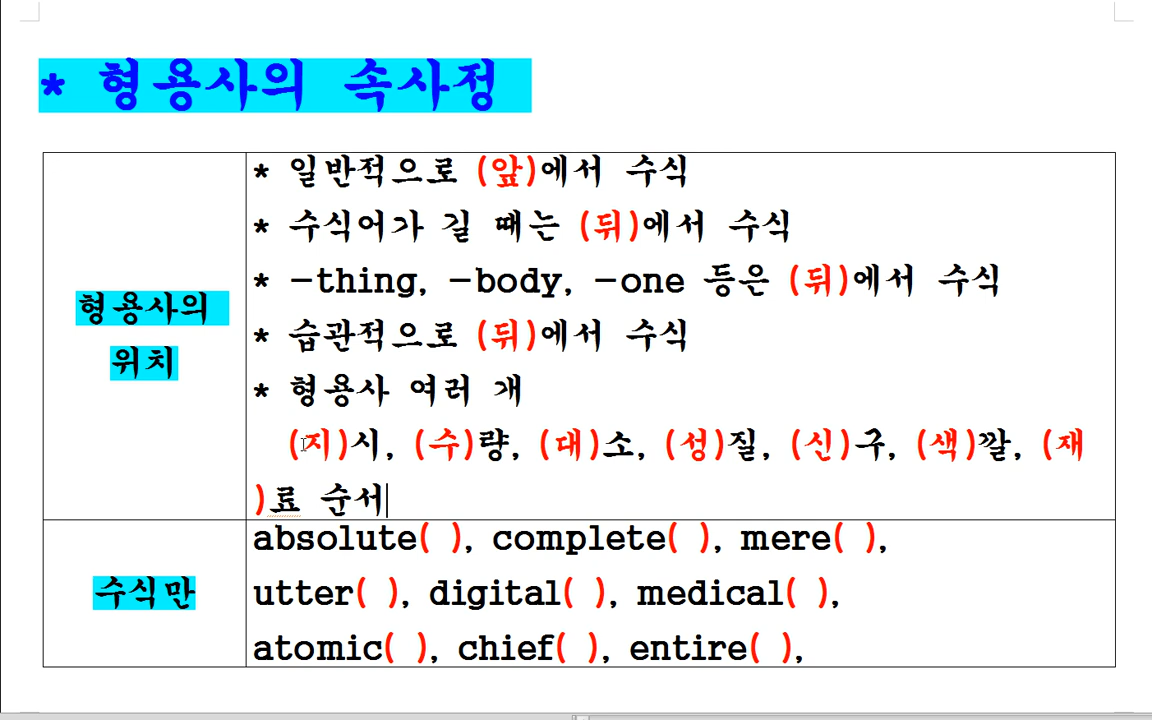 * 형용사의 속사정
형용사의
위치
* 일반적으로 (앞)에서 수식
* 수식어가 길 때는 (뒤)에서 수식
* -thing, -body, -one 등은 (뒤)에서 수식
* 습관적으로 (뒤)에서 수식
* 형용사 여러 개
(지)시, (수)량, (대)소, (성)질, (신)구, (색)깔, (재
)료 순서
수식만
absolute( ), complete( ), mere( ),
utter( ), digital( ), medical( ),
atomic( ), chief( ), entire( ),